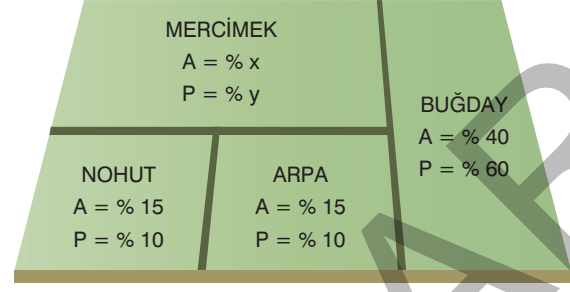 MERCİMEK
A = % x
P = % y
BUĞDAY
A = % 40
P = % 60
NOHUT
A = % 15
P = % 10
ARPA
A = % 15
P = % 10